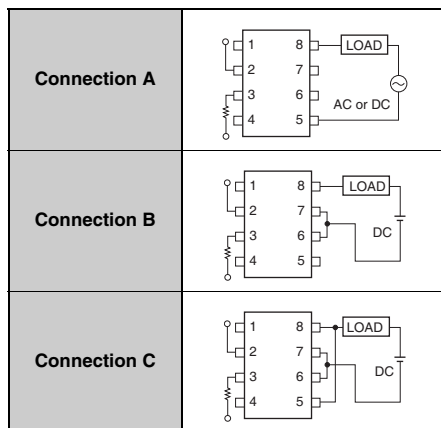 Connection A
1 8 LOAD
2 7
3 6
4 5 AC or DC
Connection B
1 8 LOAD
2 7
3 6 DC
4 5
Connection C
1 8 LOAD
2 7
3 6 DC
4 5